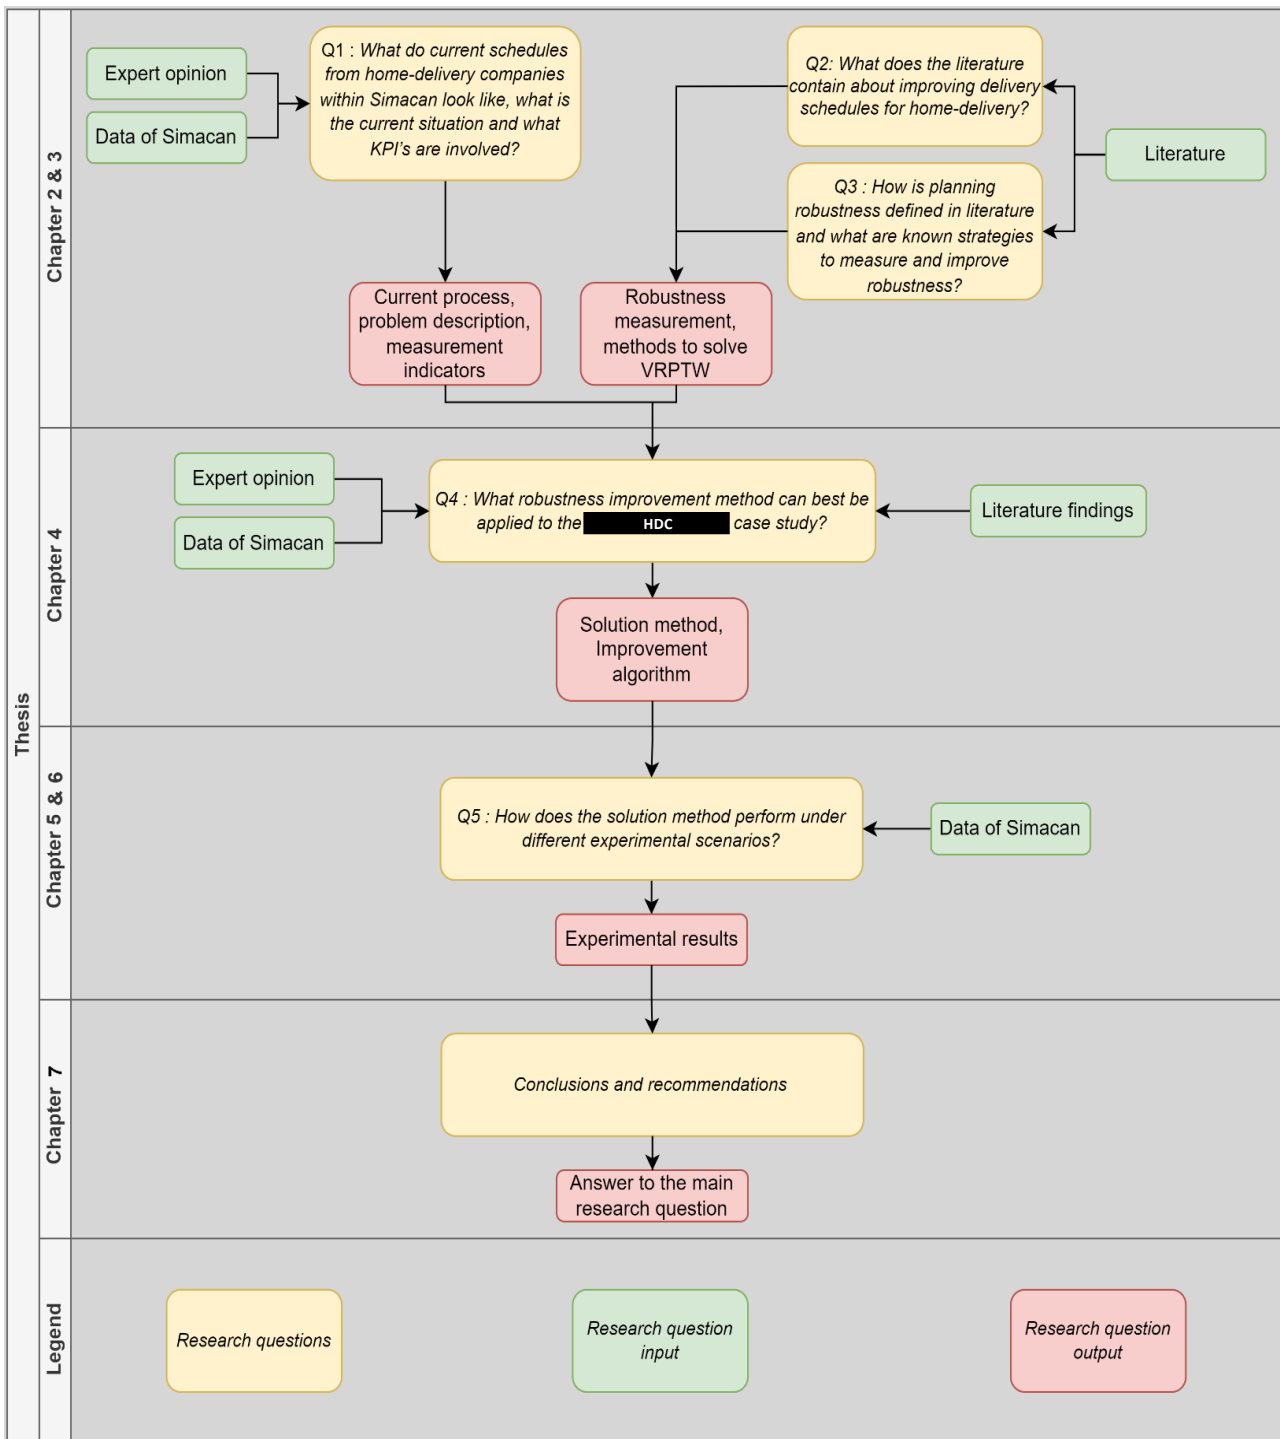 Thesis
Chapter 2 & 3
Expert opinion
Data of Simacan
Q1 : What do current schedules
from home-delivery companies
within Simacan look like, what is
the current situation and what
KPI's are involved?
Q2: What does the literature
contain about improving delivery
schedules for home-delivery?
Literature
Q3 : How is planning
robustness defined in literature
and what are known strategies
to measure and improve
robustness?
Current process,
problem description,
measurement
indicators
Robustness
measurement,
methods to solve
VRPTW
Chapter 4
Expert opinion
Data of Simacan
Q4 : What robustness improvement method can best be
applied to the HDC case study?
Literature findings
Solution method,
Improvement
algorithm
Chapter 5 & 6
Q5 : How does the solution method perform under
different experimental scenarios?
Data of Simacan
Experimental results
Chapter 7
Conclusions and recommendations
Answer to the main
research question
Legend
Research questions
Research question
input
Research question
output